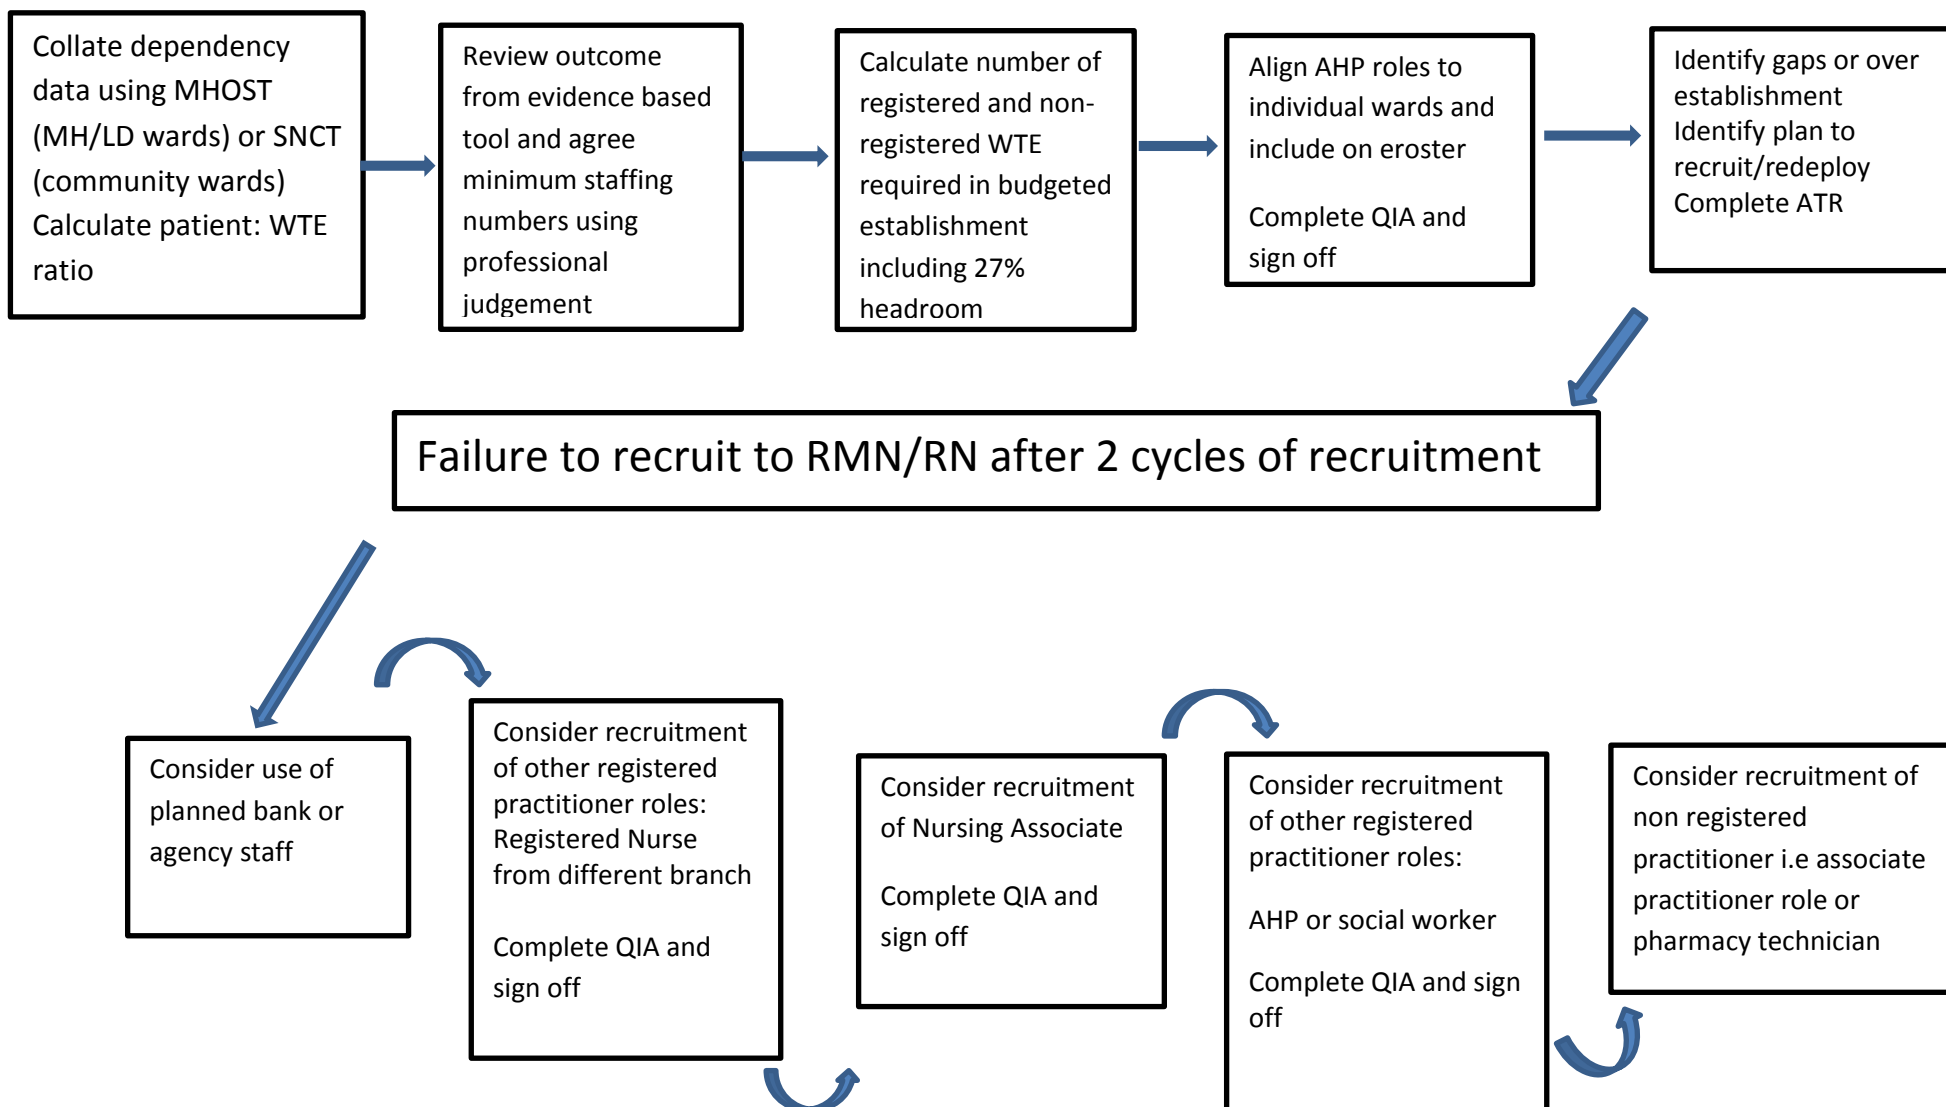 Collate dependency
data using MHOST
(MH/LD wards) or SNCT
(community wards)
Calculate patient: WTE
ratio
Review outcome
from evidence based
tool and agree
minimum staffing
numbers using
professional
judgement
Calculate number of
registered and non-
registered WTE
required in budgeted
establishment
including 27%
headroom
Align AHP roles to
individual wards and
include on eroster
Complete QIA and
sign off
Identify gaps or over
establishment
Identify plan to
recruit/redeploy
Complete ATR
Failure to recruit to RMN/RN after 2 cycles of recruitment
Consider use of
planned bank or
agency staff
Consider recruitment
of other registered
practitioner roles:
Registered Nurse
from different branch
Complete QIA and
sign off
Consider recruitment
of Nursing Associate
Complete QIA and
sign off
Consider recruitment
of other registered
practitioner roles:
AHP or social worker
Complete QIA and sign
off
Consider recruitment of
non registered
practitioner i.e associate
practitioner role or
pharmacy technician